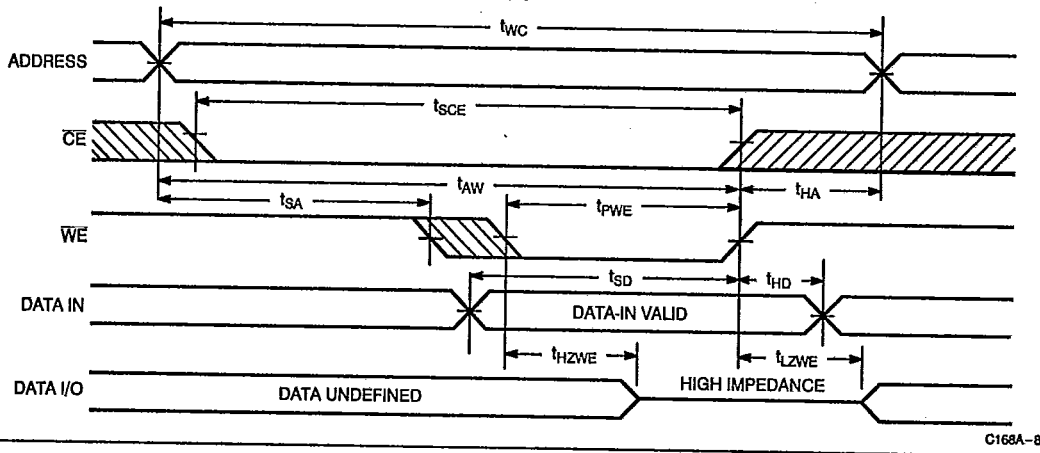 tWC
ADDRESS
tSCE
CE
tAW
tHA
tSA
tPWE
WE
tSD
tHD
DATA IN
DATA-IN VALID
tHZWE
tLZWE
DATA I/O
DATA UNDEFINED
HIGH IMPEDANCE
C168A-8